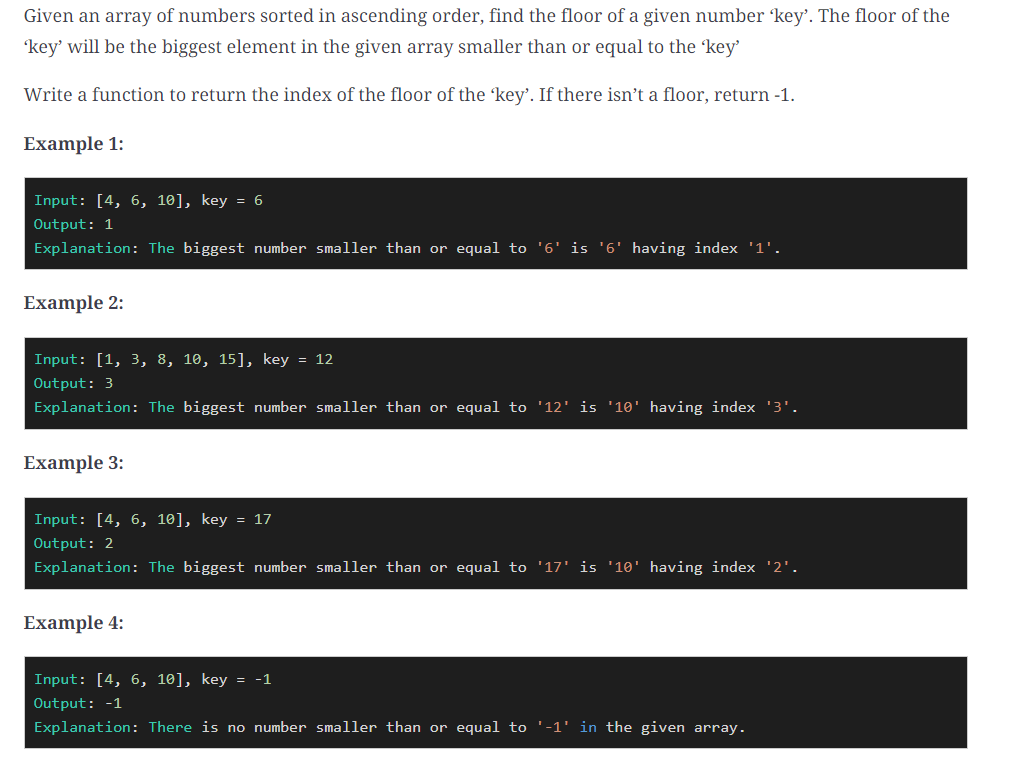 Given an array of numbers sorted in ascending order, find the floor of a given number ‘key’. The floor of the
‘key’ will be the biggest element in the given array smaller than or equal to the ‘key’
Write a function to return the index of the floor of the ‘key’. If there isn’t a floor, return -1.
Example 1:
Input: [4, 6, 10], key = 6
Output: 1
Explanation: The biggest number smaller than or equal to '6' is '6' having index '1'.
Example 2:
Input: [1, 3, 8, 10, 15], key = 12
Output: 3
Explanation: The biggest number smaller than or equal to '12' is '10' having index '3'.
Example 3:
Input: [4, 6, 10], key = 17
Output: 2
Explanation: The biggest number smaller than or equal to '17' is '10' having index '2'.
Example 4:
Input: [4, 6, 10], key = -1
Output: -1
Explanation: There is no number smaller than or equal to '-1' in the given array.